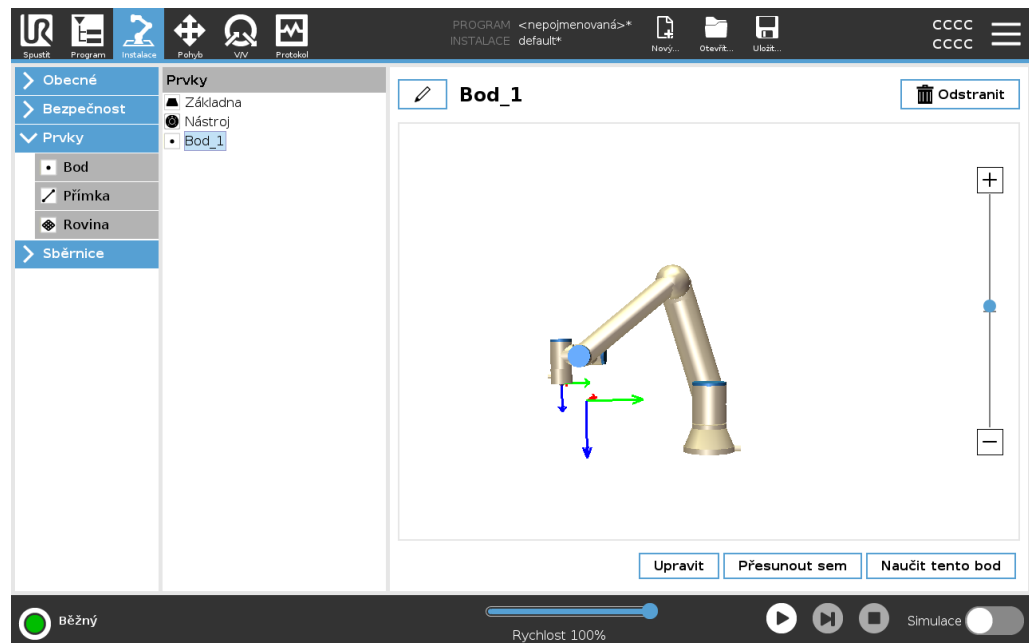 UR
PROGRAM <nepojmenovaná>*
INSTALACE default*
CCCC
CCCC
Spustit Program Instalace Pohyb V/V Protokol Nový... Otevřít... Uložit...
Obecné
Bezpečnost
Prvky
Bod
Přímka
Rovina
Sběrnice
Prvky
Základna
Nástroj
Bod_1
Bod_1
Odstranit
Upravit Přesunout sem Naučit tento bod
Běžný
Rychlost 100%
Simulace